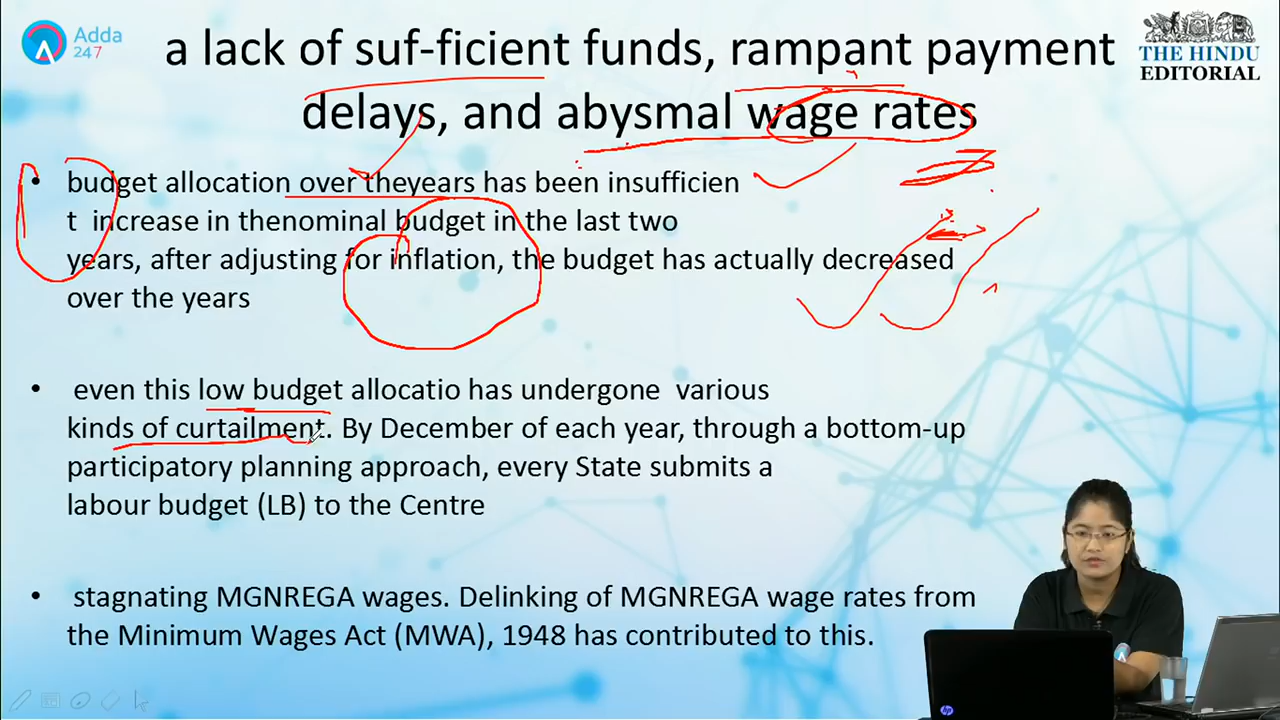 Adda
247
THE HINDU
EDITORIAL
a lack of suf-ficient funds, rampant payment
delays, and abysmal wage rates
• budget allocation over theyears has been insufficien
t increase in thenominal budget in the last two
years, after adjusting for inflation, the budget has actually decreased
over the years
• even this low budget allocatio has undergone various
kinds of curtailment. By December of each year, through a bottom-up
participatory planning approach, every State submits a
labour budget (LB) to the Centre
• stagnating MGNREGA wages. Delinking of MGNREGA wage rates from
the Minimum Wages Act (MWA), 1948 has contributed to this.
hp